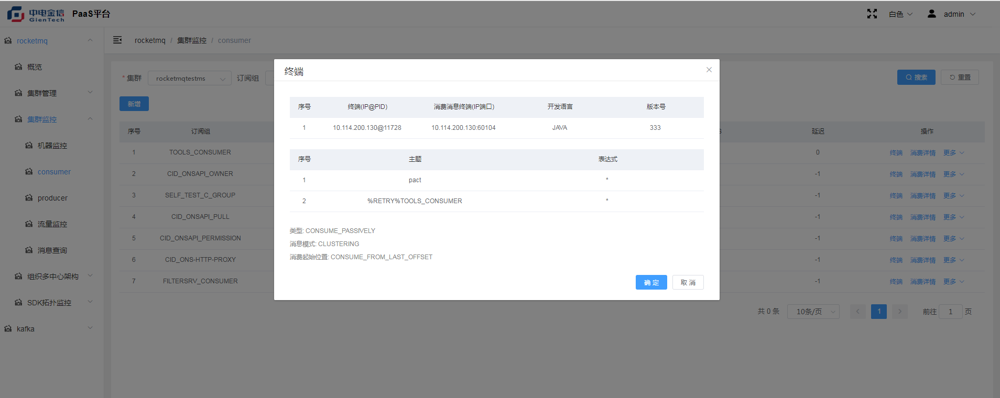 中电金信 GienTech PaaS平台 白色 admin
rocketmq
概览
集群管理
集群监控
机器监控
consumer
producer
流量监控
消息查询
组织多中心架构
SDK拓扑监控
kafka
rocketmq / 集群监控 / consumer
* 集群 rocketmqtestms 订阅组 搜索 重置
新增
序号 订阅组 延迟 操作
1 TOOLS_CONSUMER 0 终端 消费详情 更多
2 CID_ONSAPI_OWNER -1 终端 消费详情 更多
3 SELF_TEST_C_GROUP -1 终端 消费详情 更多
4 CID_ONSAPI_PULL -1 终端 消费详情 更多
5 CID_ONSAPI_PERMISSION -1 终端 消费详情 更多
6 CID_ONS-HTTP-PROXY -1 终端 消费详情 更多
7 FILTERSRV_CONSUMER -1 终端 消费详情 更多
共 0 条 10条/页 1 前往 1 页
终端
序号 终端(IP@PID) 消费消息终端(IP端口) 开发语言 版本号
1 10.114.200.130@11728 10.114.200.130:60104 JAVA 333
序号 主题 表达式
1 pact *
2 %RETRY%TOOLS_CONSUMER *
类型: CONSUME_PASSIVELY
消息模式: CLUSTERING
消费起始位置: CONSUME_FROM_LAST_OFFSET
确 定 取 消